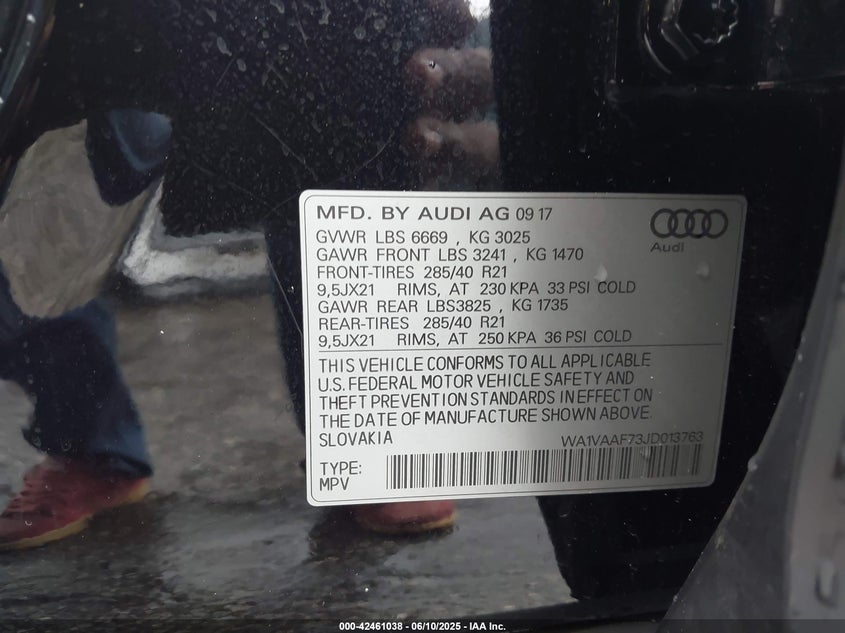 MFD. BY AUDI AG 09 17
Audi
GVWR LBS 6669 , KG 3025
GAWR FRONT LBS 3241 , KG 1470
FRONT-TIRES 285/40 R21
9,5JX21 RIMS, AT 230 KPA 33 PSI COLD
GAWR REAR LBS3825 , KG 1735
REAR-TIRES 285/40 R21
9,5JX21 RIMS, AT 250 KPA 36 PSI COLD
THIS VEHICLE CONFORMS TO ALL APPLICABLE
U.S. FEDERAL MOTOR VEHICLE SAFETY AND
THEFT PREVENTION STANDARDS IN EFFECT ON
THE DATE OF MANUFACTURE SHOWN ABOVE.
SLOVAKIA WA1VAAF73JD013763
TYPE:
MPV
000-42461038 - 06/10/2025 - IAA Inc.